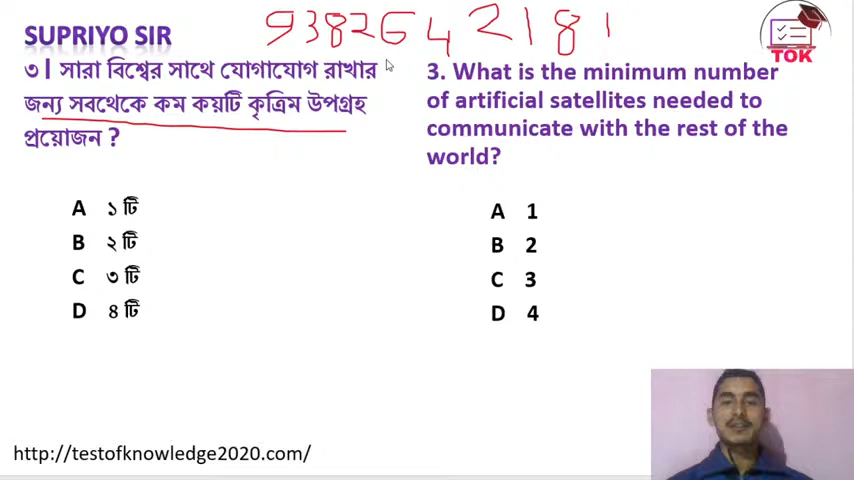 SUPRIYO SIR
9382642181
TOK
৩। সারা বিশ্বের সাথে যোগাযোগ রাখার
জন্য সবথেকে কম কয়টি কৃত্রিম উপগ্রহ
প্রয়োজন ?
A ১ টি
B ২ টি
C ৩ টি
D ৪ টি
3. What is the minimum number
of artificial satellites needed to
communicate with the rest of the
world?
A 1
B 2
C 3
D 4
http://testofknowledge2020.com/